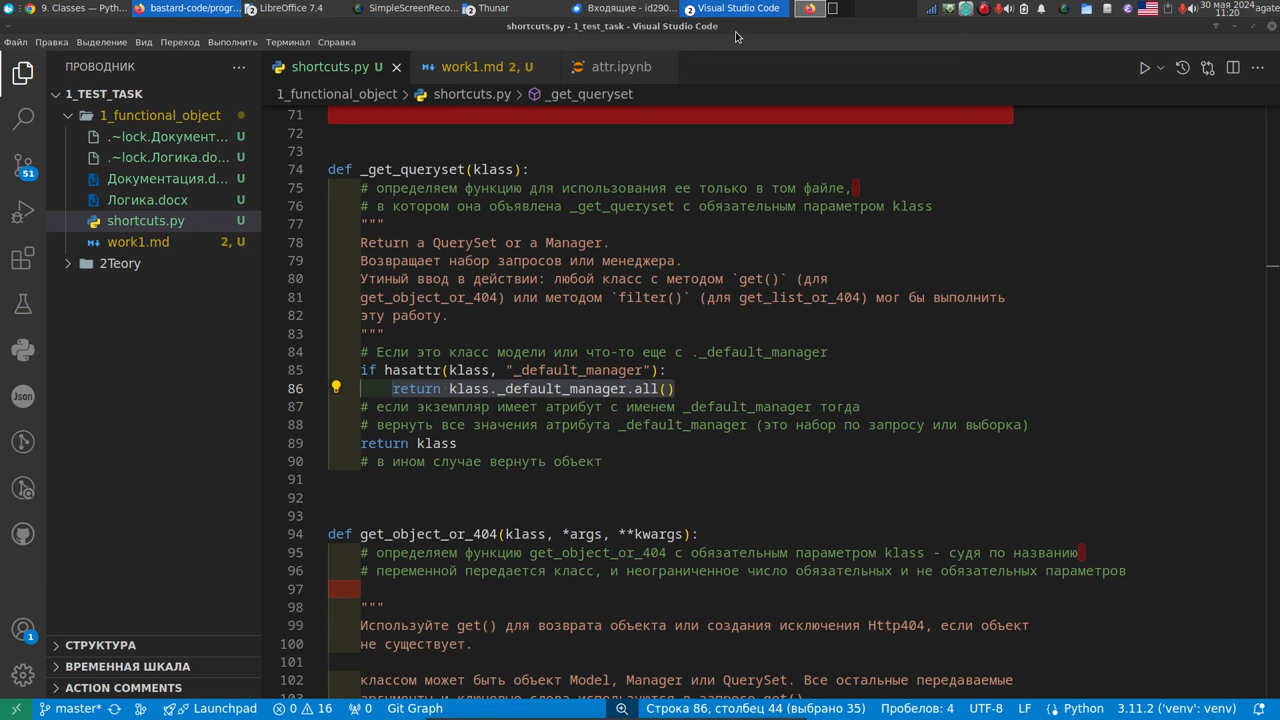 9. Classes — Pyth...
bastard-code/progr...
LibreOffice 7.4
SimpleScreenReco...
Thunar
2
Входящие - id290...
Visual Studio Code
2
30 мая 2024
11:20
agate
shortcuts.py - 1_test_task - Visual Studio Code
Файл Правка Выделение Вид Переход Выполнить Терминал Справка
ПРОВОДНИК
shortcuts.py U
work1.md 2, U
attr.ipynb
1_functional_object > shortcuts.py > _get_queryset
1_TEST_TASK
1_functional_object
.~lock.Документ... U
.~lock.Логика.do... U
Документация.d... U
Логика.docx U
shortcuts.py U
work1.md 2, U
2Teory
51
Json
1
СТРУКТУРА
ВРЕМЕННАЯ ШКАЛА
ACTION COMMENTS
71
72
73
74 def _get_queryset(klass):
75 # определяем функцию для использования ее только в том файле,
76 # в котором она объявлена _get_queryset с обязательным параметром klass
77 """
78 Return a QuerySet or a Manager.
79 Возвращает набор запросов или менеджера.
80 Утиный ввод в действии: любой класс с методом `get()` (для
81 get_object_or_404) или методом `filter()` (для get_list_or_404) мог бы выполнить
82 эту работу.
83 """
84 # Если это класс модели или что-то еще с ._default_manager
85 if hasattr(klass, "_default_manager"):
86 return klass._default_manager.all()
87 # если экземпляр имеет атрибут с именем _default_manager тогда
88 # вернуть все значения атрибута _default_manager (это набор по запросу или выборка)
89 return klass
90 # в ином случае вернуть объект
91
92
93
94 def get_object_or_404(klass, *args, **kwargs):
95 # определяем функцию get_object_or_404 с обязательным параметром klass - судя по названию
96 # переменной передается класс, и неограниченное число обязательных и не обязательных параметров
97
98 """
99 Используйте get() для возврата объекта или создания исключения Http404, если объект
100 не существует.
101
102 классом может быть объект Model, Manager или QuerySet. Все остальные передаваемые
103 аргументы и ключевые слова используются в запросе get()
master* Launchpad 0 16 Git Graph Строка 86, столбец 44 (выбрано 35) Пробелов: 4 UTF-8 LF Python 3.11.2 ('venv': venv)